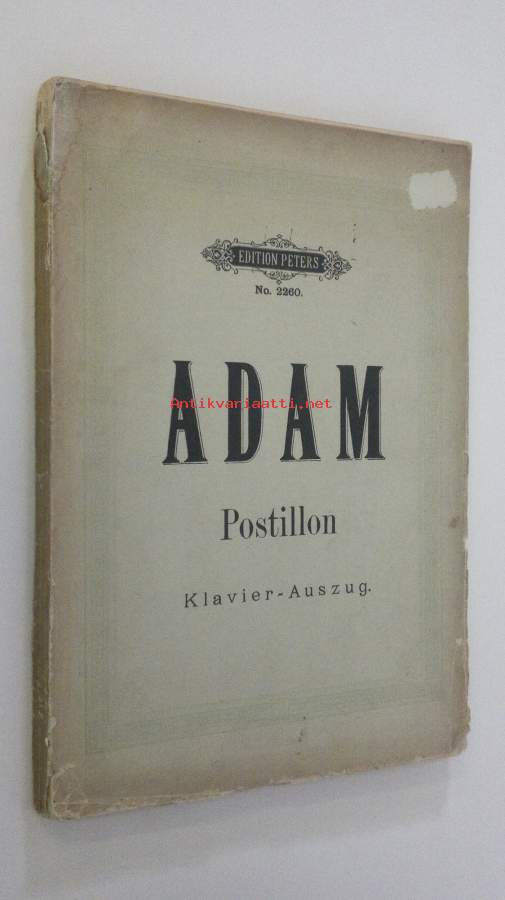 EDITION PETERS
No. 2260.
ADAM
Antikvariaatti.net
Postillon
Klavier-Auszug.